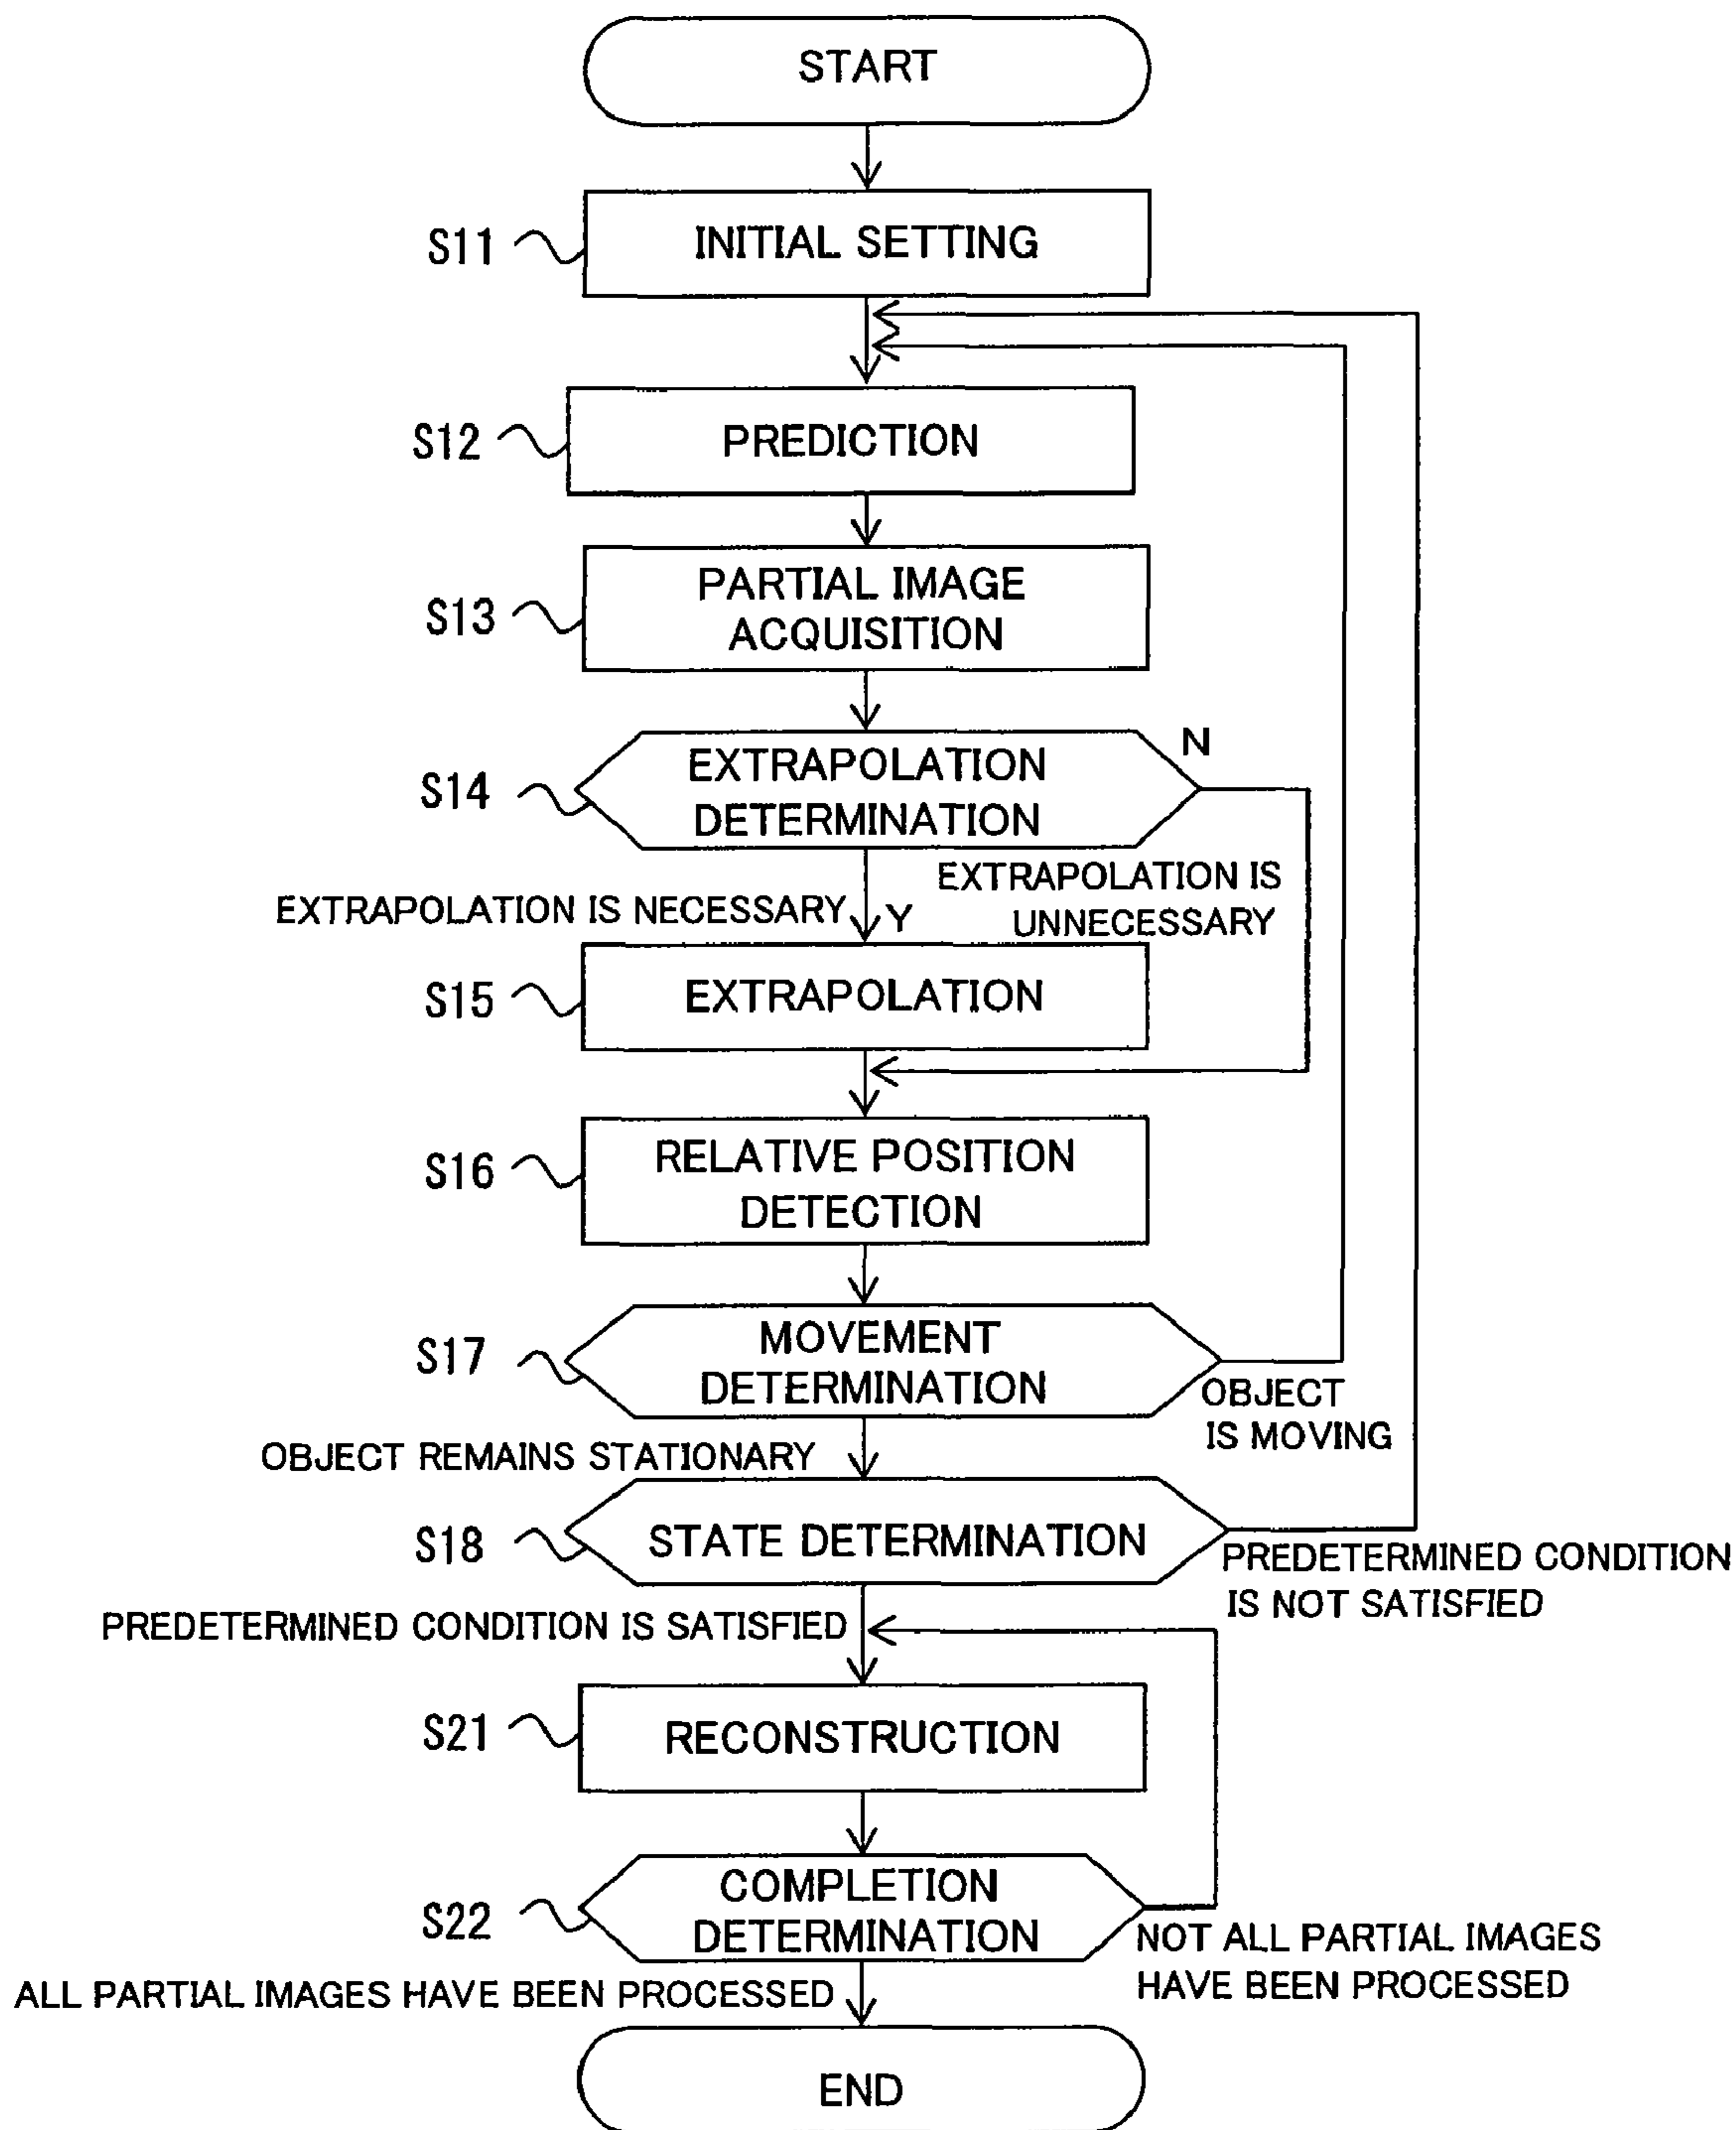 START
S11
INITIAL SETTING
S12
PREDICTION
S13
PARTIAL IMAGE
ACQUISITION
S14
EXTRAPOLATION
DETERMINATION
N
EXTRAPOLATION IS
UNNECESSARY
EXTRAPOLATION IS NECESSARY
Y
S15
EXTRAPOLATION
S16
RELATIVE POSITION
DETECTION
S17
MOVEMENT
DETERMINATION
OBJECT
IS MOVING
OBJECT REMAINS STATIONARY
S18
STATE DETERMINATION
PREDETERMINED CONDITION
IS NOT SATISFIED
PREDETERMINED CONDITION IS SATISFIED
S21
RECONSTRUCTION
S22
COMPLETION
DETERMINATION
NOT ALL PARTIAL IMAGES
HAVE BEEN PROCESSED
ALL PARTIAL IMAGES HAVE BEEN PROCESSED
END